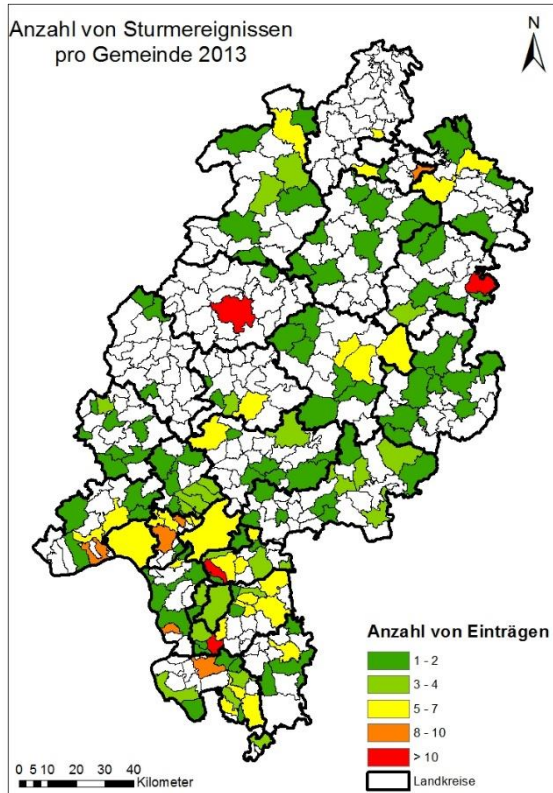 Anzahl von Sturmereignissen
pro Gemeinde 2013
N
Anzahl von Einträgen
1 - 2
3 - 4
5 - 7
8 - 10
> 10
Landkreise
0 5 10 20 30 40
Kilometer